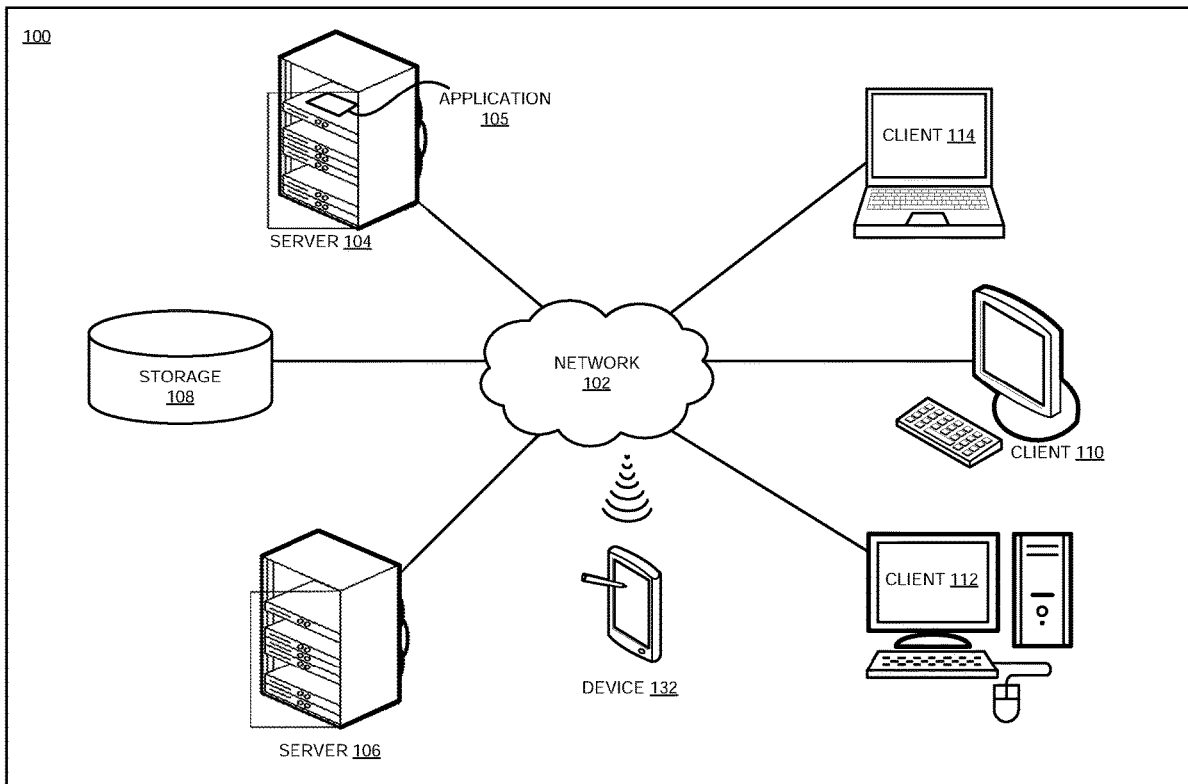 100
APPLICATION
105
CLIENT 114
SERVER 104
STORAGE
108
NETWORK
102
CLIENT 110
CLIENT 112
DEVICE 132
SERVER 106